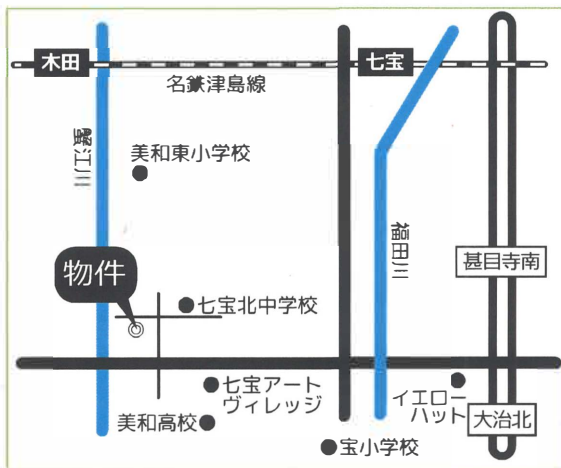 木田
七宝
名鉄津島線
蟹江川
美和東小学校
福田川
甚目寺南
物件
七宝北中学校
七宝アート
ヴィレッジ
イエロー
ハット
大治北
美和高校
宝小学校